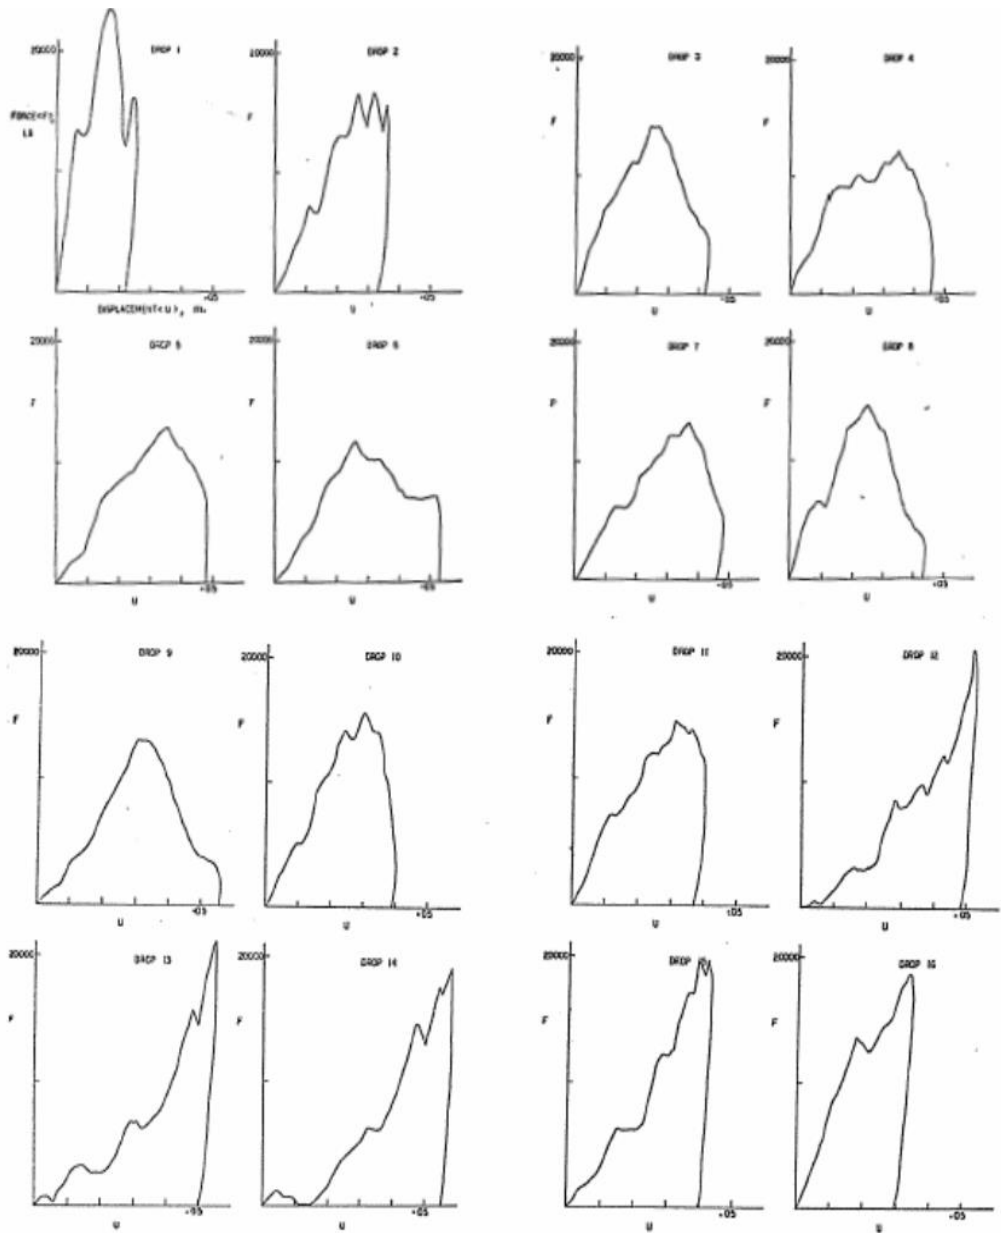 20000 DROP 1
FORCE<F>,
LB
+05
DISPLACEMENT<U>, IN.
20000 DROP 2
F
+05
U
20000 DROP 3
F
+05
U
20000 DROP 4
F
+05
U
20000 DROP 5
F
+05
U
20000 DROP 6
F
+05
U
20000 DROP 7
F
+05
U
20000 DROP 8
F
+05
U
20000 DROP 9
F
+05
U
20000 DROP 10
F
+05
U
20000 DROP 11
F
+05
U
20000 DROP 12
F
+05
U
20000 DROP 13
F
+05
U
20000 DROP 14
F
+05
U
20000 DROP 15
F
+05
U
20000 DROP 16
F
+05
U